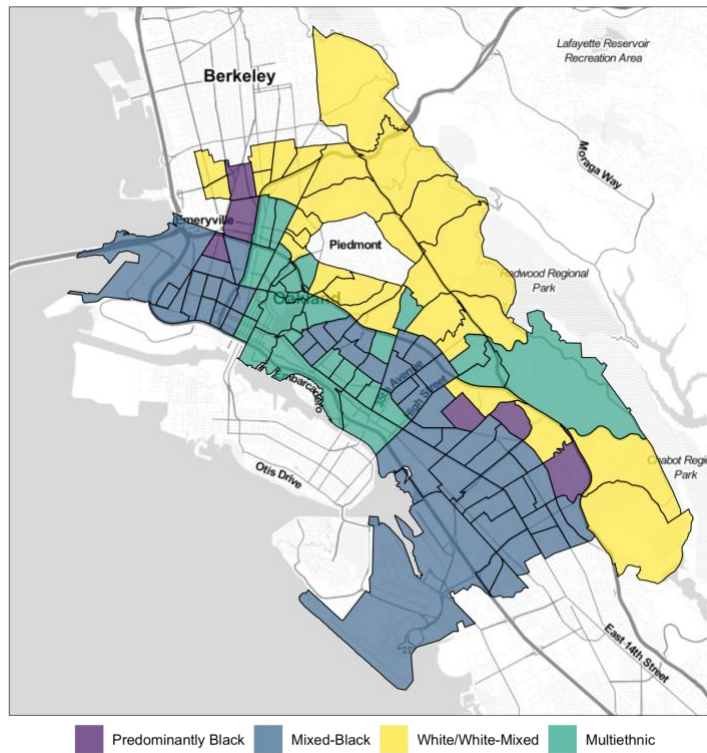 Lafayette Reservoir
Recreation Area
Berkeley
Moraga Way
Emeryville
Piedmont
Redwood Regional
Park
Oakland
Embarcadero
35th Avenue
High Street
Otis Drive
Chabot Regio
Park
East 14th Street
Predominantly Black
Mixed-Black
White/White-Mixed
Multiethnic